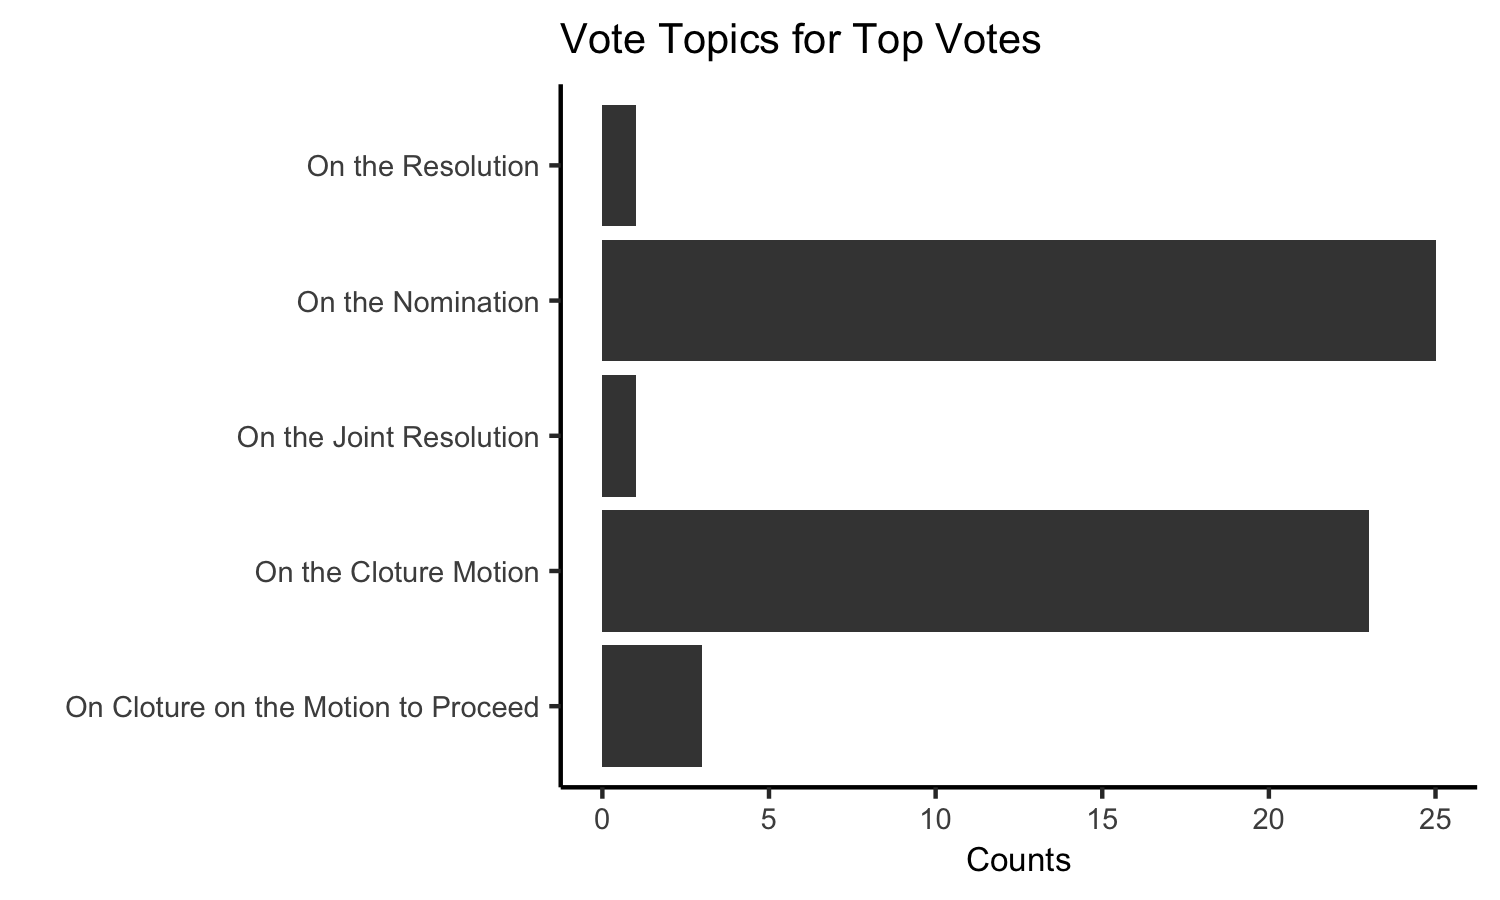 Vote Topics for Top Votes
On the Resolution
On the Nomination
On the Joint Resolution
On the Cloture Motion
On Cloture on the Motion to Proceed
0 5 10 15 20 25
Counts